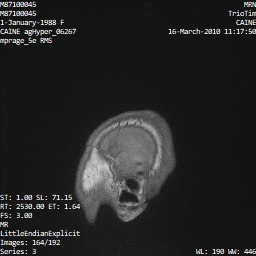 M87100045 MRN
M87100045 TrioTim
1-January-1988 F CAINE
CAINE agHyper_06267 16-March-2010 11:17:50
mprage_5e RMS
ST: 1.00 SL: 71.15
RT: 2530.00 ET: 1.64
FS: 3.00
MR
LittleEndianExplicit
Images: 164/192
Series: 3 WL: 190 WW: 446